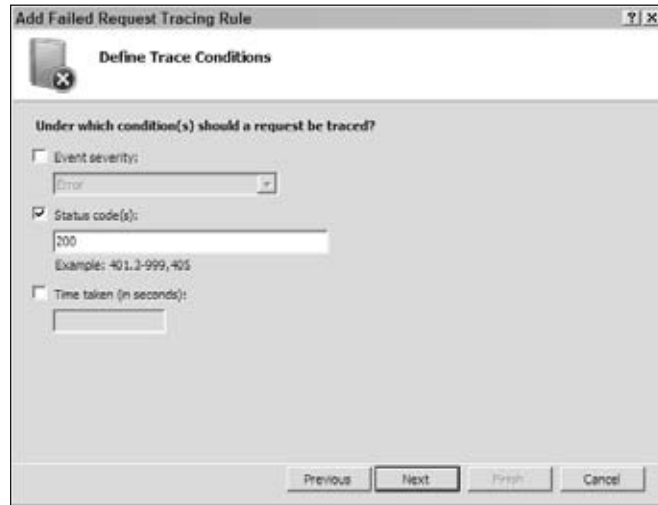 Add Failed Request Tracing Rule
Define Trace Conditions
Under which condition(s) should a request be traced?
Event severity:
Error
Status code(s):
200
Example: 401.3-999,405
Time taken (in seconds):
Previous Next Finish Cancel